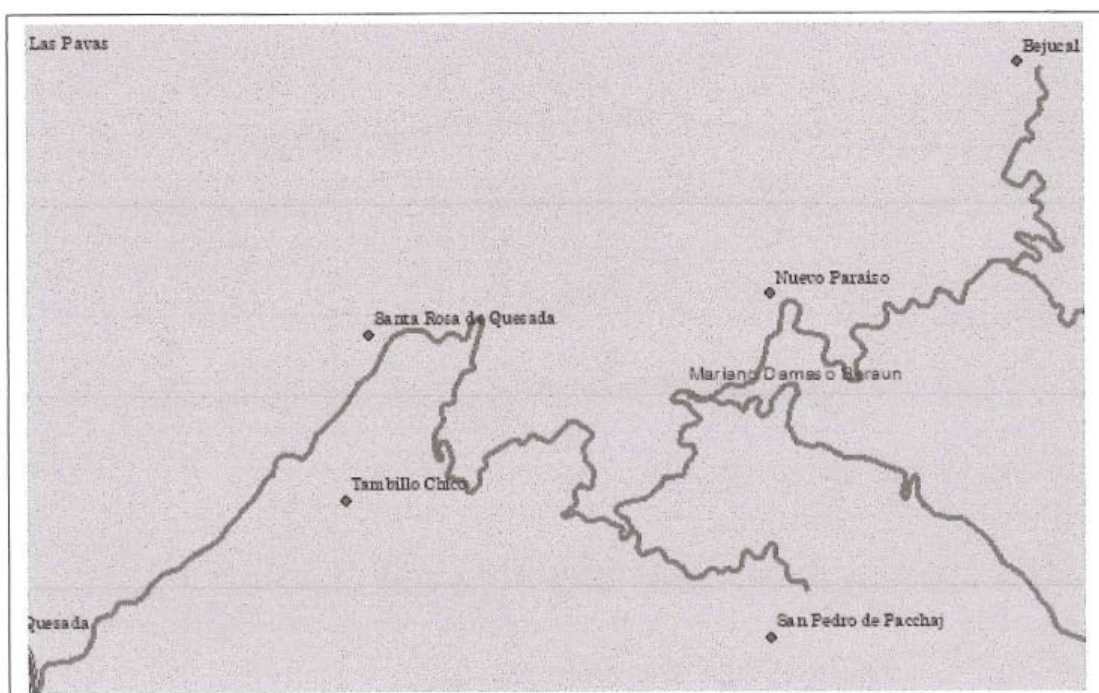 Las Pavas
Bejucal
Nuevo Paraiso
Santa Rosa de Quesada
Mariano Damaso Beraun
Tambillo Chico
Quesada
San Pedro de Pacchaj